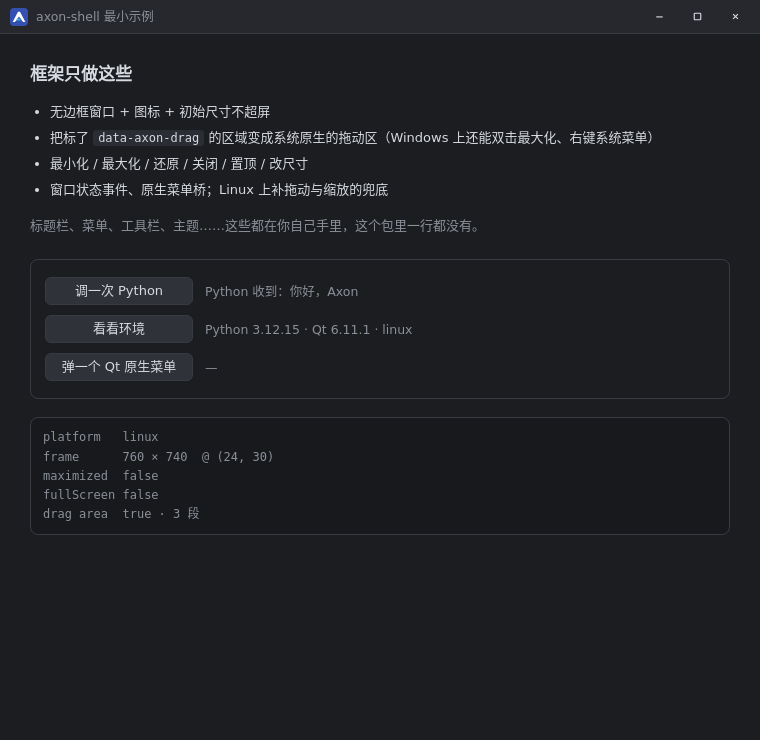 axon-shell 最小示例
框架只做这些
• 无边框窗口 + 图标 + 初始尺寸不超屏
• 把标了 data-axon-drag 的区域变成系统原生的拖动区（Windows 上还能双击最大化、右键系统菜单）
• 最小化 / 最大化 / 还原 / 关闭 / 置顶 / 改尺寸
• 窗口状态事件、原生菜单桥；Linux 上补拖动与缩放的兜底
标题栏、菜单、工具栏、主题……这些都在你自己手里，这个包里一行都没有。
调一次 Python Python 收到：你好，Axon
看看环境 Python 3.12.15 · Qt 6.11.1 · linux
弹一个 Qt 原生菜单 —
platform linux
frame 760 × 740 @ (24, 30)
maximized false
fullScreen false
drag area true · 3 段